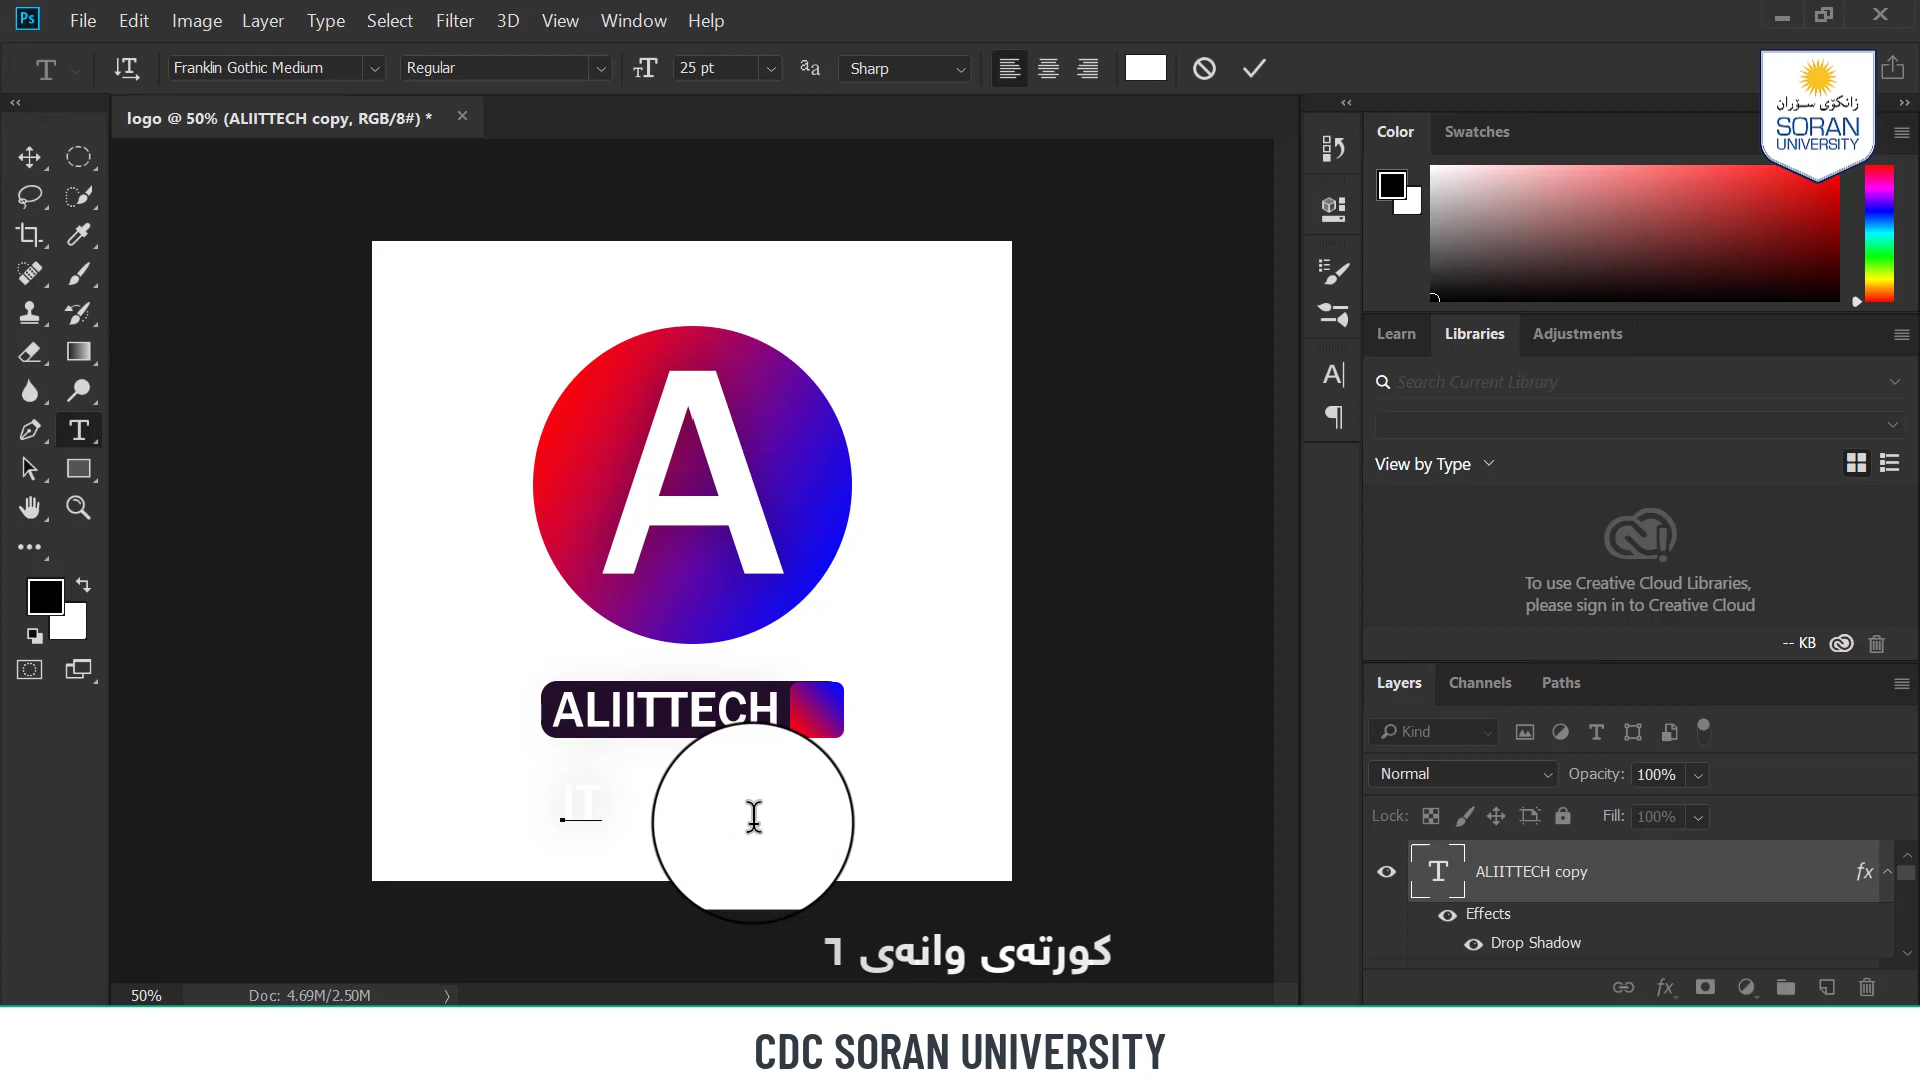 Ps File Edit Image Layer Type Select Filter 3D View Window Help
Franklin Gothic Medium Regular 25 pt Sharp
logo @ 50% (ALIITTECH copy, RGB/8#) *
زانکۆی سۆران
SORAN
UNIVERSITY
Color Swatches
A
ALIITTECH
IT
Learn Libraries Adjustments
Search Current Library
View by Type
To use Creative Cloud Libraries,
please sign in to Creative Cloud
-- KB
Layers Channels Paths
Kind
Normal Opacity: 100%
Lock: Fill: 100%
ALIITTECH copy fx
Effects
Drop Shadow
کورتەی وانەی ٦
50% Doc: 4.69M/2.50M
CDC SORAN UNIVERSITY